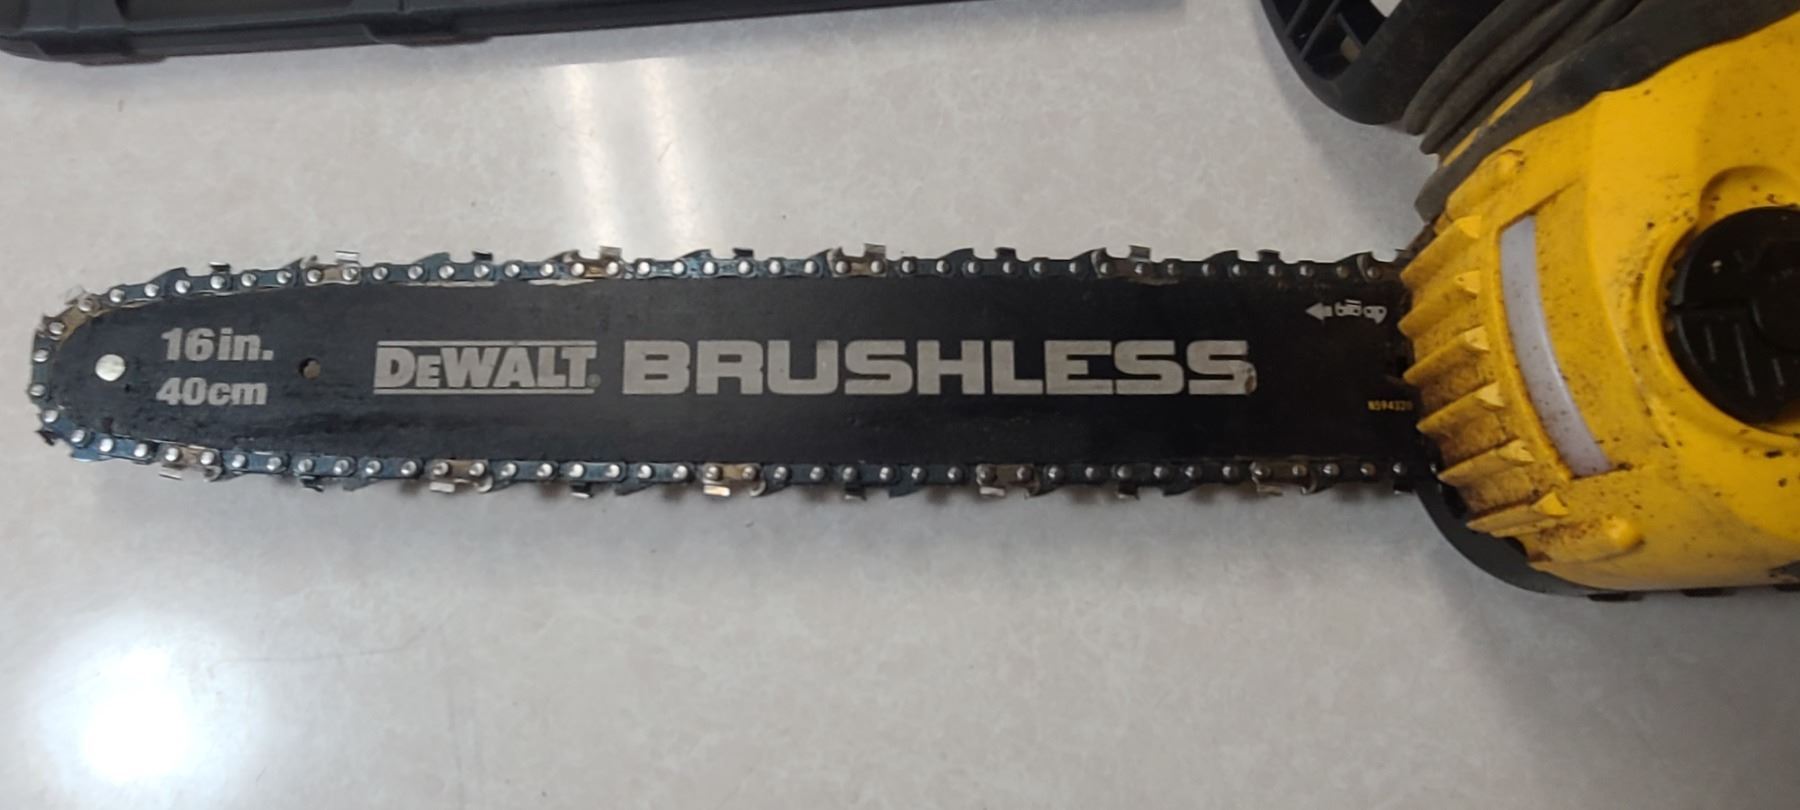 16in.
40cm
DEWALT® BRUSHLESS